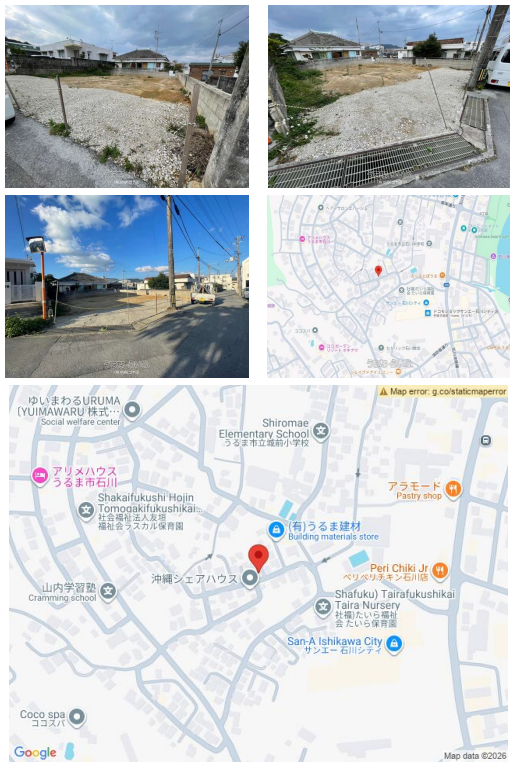 ゆいまわるURUMA
(YUIMAWARU 株式…
Social welfare center
Shiromae
Elementary School
うるま市立城前小学校
アリメハウス
うるま市石川
Shakaifukushi Hojin
Tomogakifukushikai...
社会福祉法人友垣
福祉会ラスカル保育園
アラモード
Pastry shop
(有)うるま建材
Building materials store
沖縄シェアハウス
Peri Chiki Jr
ペリペリチキン石川店
山内学習塾
Cramming school
Shafuku) Tairafukushikai
Taira Nursery
社福)たいら福祉
会 たいら保育園
San-A Ishikawa City
サンエー 石川シティ
Coco spa
ココスパ
Google
Map data ©2026
⚠ Map error: g.co/staticmaperror